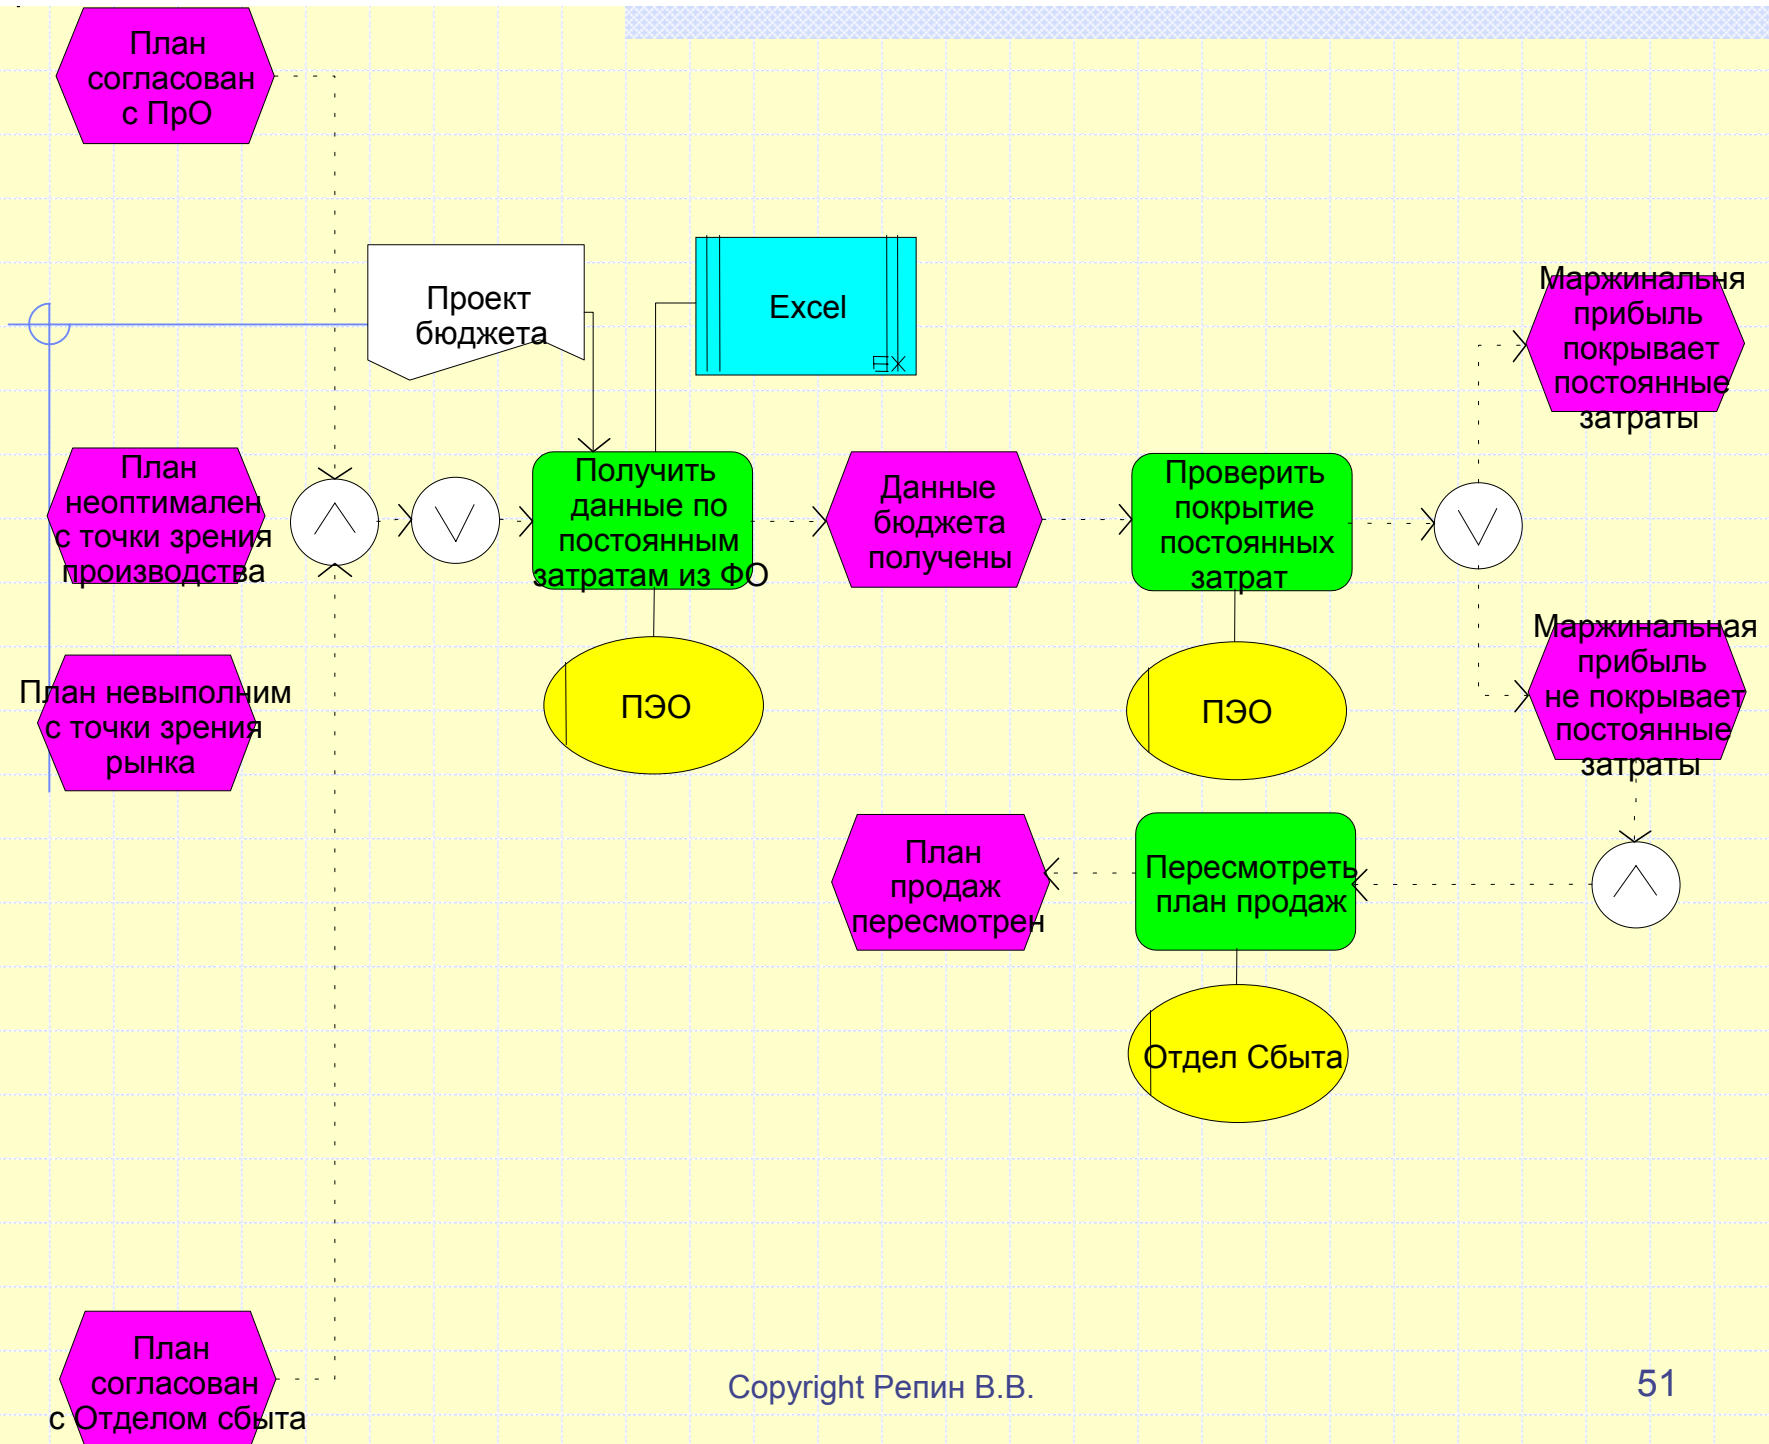 План
согласован
с ПрО
Проект
бюджета
Excel
EX
Маржинальня
прибыль
покрывает
постоянные
затраты
План
неоптимален
с точки зрения
производства
Получить
данные по
постоянным
затратам из ФО
Данные
бюджета
получены
Проверить
покрытие
постоянных
затрат
План невыполним
с точки зрения
рынка
ПЭО
ПЭО
Маржинальная
прибыль
не покрывает
постоянные
затраты
План
продаж
пересмотрен
Пересмотреть
план продаж
Отдел Сбыта
План
согласован
с Отделом сбыта
Copyright Репин В.В.
51